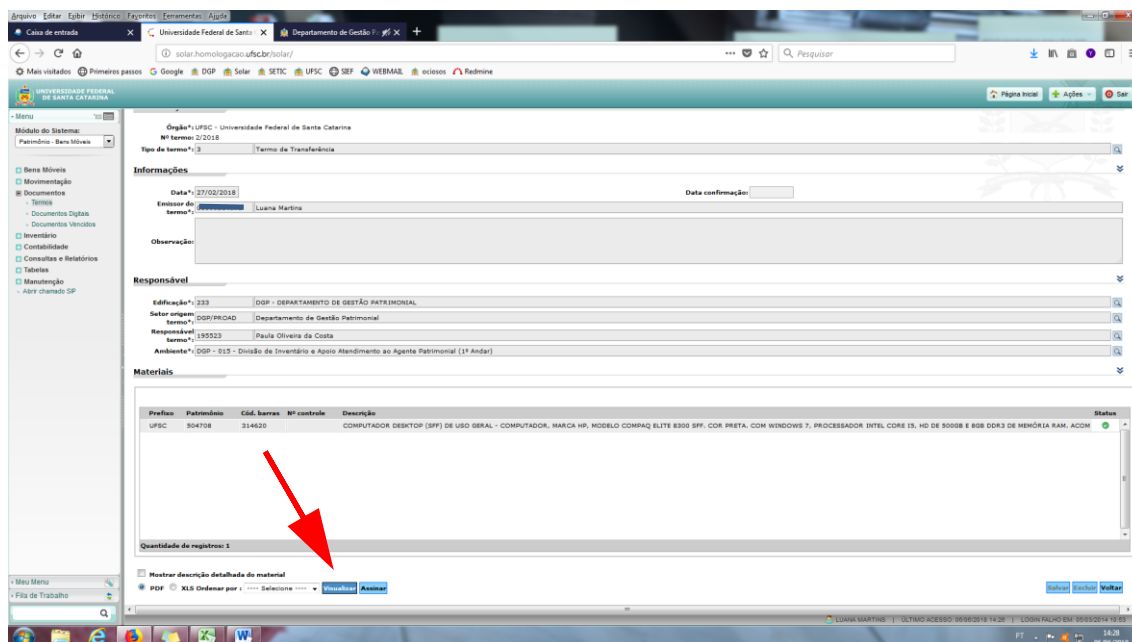 Arquivo Editar Exibir Histórico Favoritos Ferramentas Ajuda
Caixa de entrada
Universidade Federal de Santa
Departamento de Gestão P
solar.homologacao.ufsc.br/solar/
Pesquisar
Mais visitados Primeiros passos Google DGP Solar SETIC UFSC SIEF WEBMAIL ociosos Redmine
UNIVERSIDADE FEDERAL
DE SANTA CATARINA
Página Inicial Ações Sair
Menu
Módulo do Sistema:
Patrimônio - Bens Móveis
Bens Móveis
Movimentação
Documentos
- Termos
- Documentos Digitais
- Documentos Vencidos
Inventário
Contabilidade
Consultas e Relatórios
Tabelas
Manutenção
- Abrir chamado SIP
Meu Menu
Fila de Trabalho
Órgão*: UFSC - Universidade Federal de Santa Catarina
Nº termo: 2/2018
Tipo de termo*: 3 Termo de Transferência
Informações
Data*: 27/02/2018 Data confirmação:
Emissor do termo*: Luana Martins
Observação:
Responsável
Edificação*: 233 DGP - DEPARTAMENTO DE GESTÃO PATRIMONIAL
Setor origem termo*: DGP/PROAD Departamento de Gestão Patrimonial
Responsável termo*: 195523 Paula Oliveira da Costa
Ambiente*: DGP - 015 - Divisão de Inventário e Apoio Atendimento ao Agente Patrimonial (1º Andar)
Materiais
Prefixo Patrimônio Cód. barras Nº controle Descrição Status
UFSC 504708 314620 COMPUTADOR DESKTOP (SFF) DE USO GERAL - COMPUTADOR, MARCA HP, MODELO COMPAQ ELITE 8300 SFF. COR PRETA. COM WINDOWS 7, PROCESSADOR INTEL CORE I5, HD DE 500GB E 8GB DDR3 DE MEMÓRIA RAM. ACOM
Quantidade de registros: 1
Mostrar descrição detalhada do material
PDF XLS Ordenar por : ---- Selecione ---- Visualizar Assinar
Salvar Excluir Voltar
LUANA MARTINS | ÚLTIMO ACESSO: 06/06/2018 14:26 | LOGIN FALHO EM: 05/03/2014 10:53
PT 14:28